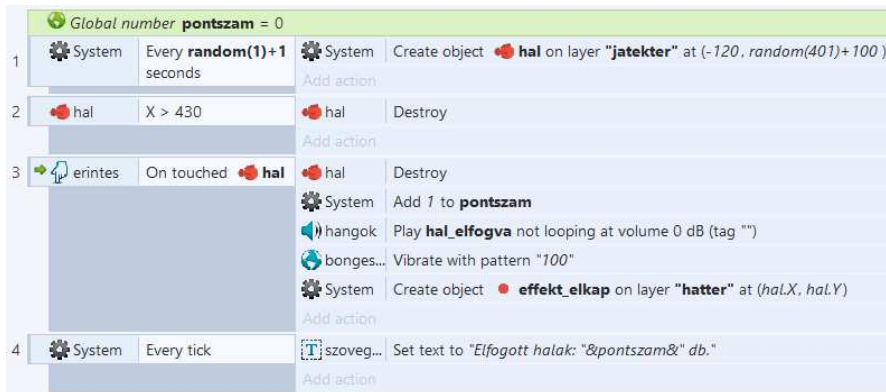 Global number pontszam = 0
1 System Every random(1)+1 seconds System Create object hal on layer "jatekter" at (-120, random(401)+100 )
Add action
2 hal X > 430 hal Destroy
Add action
3 erintes On touched hal hal Destroy
System Add 1 to pontszam
hangok Play hal_elfogva not looping at volume 0 dB (tag "")
bonges... Vibrate with pattern "100"
System Create object effekt_elkap on layer "hatter" at (hal.X, hal.Y)
Add action
4 System Every tick szoveg... Set text to "Elfogott halak: "&pontszam&" db."
Add action